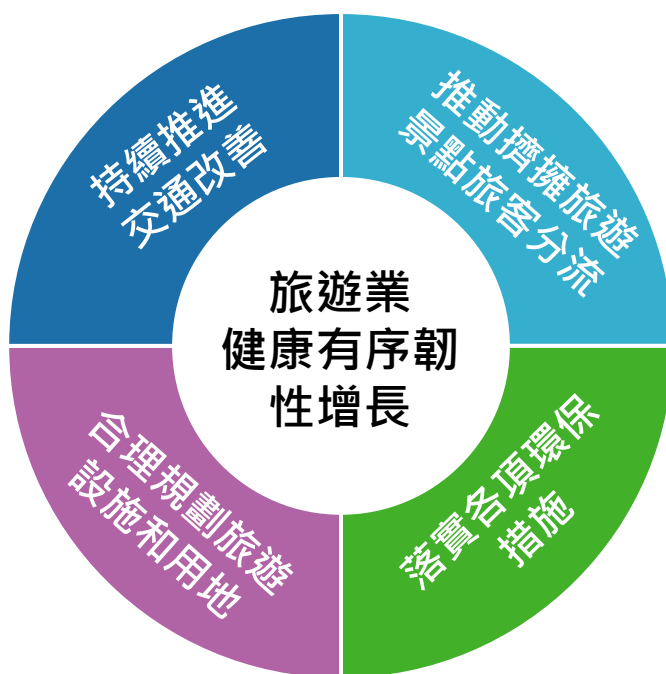 持續推進
交通改善
推動擠擁旅遊
景點旅客分流
旅遊業
健康有序韌
性增長
合理規劃旅遊
設施和用地
落實各項環保
措施